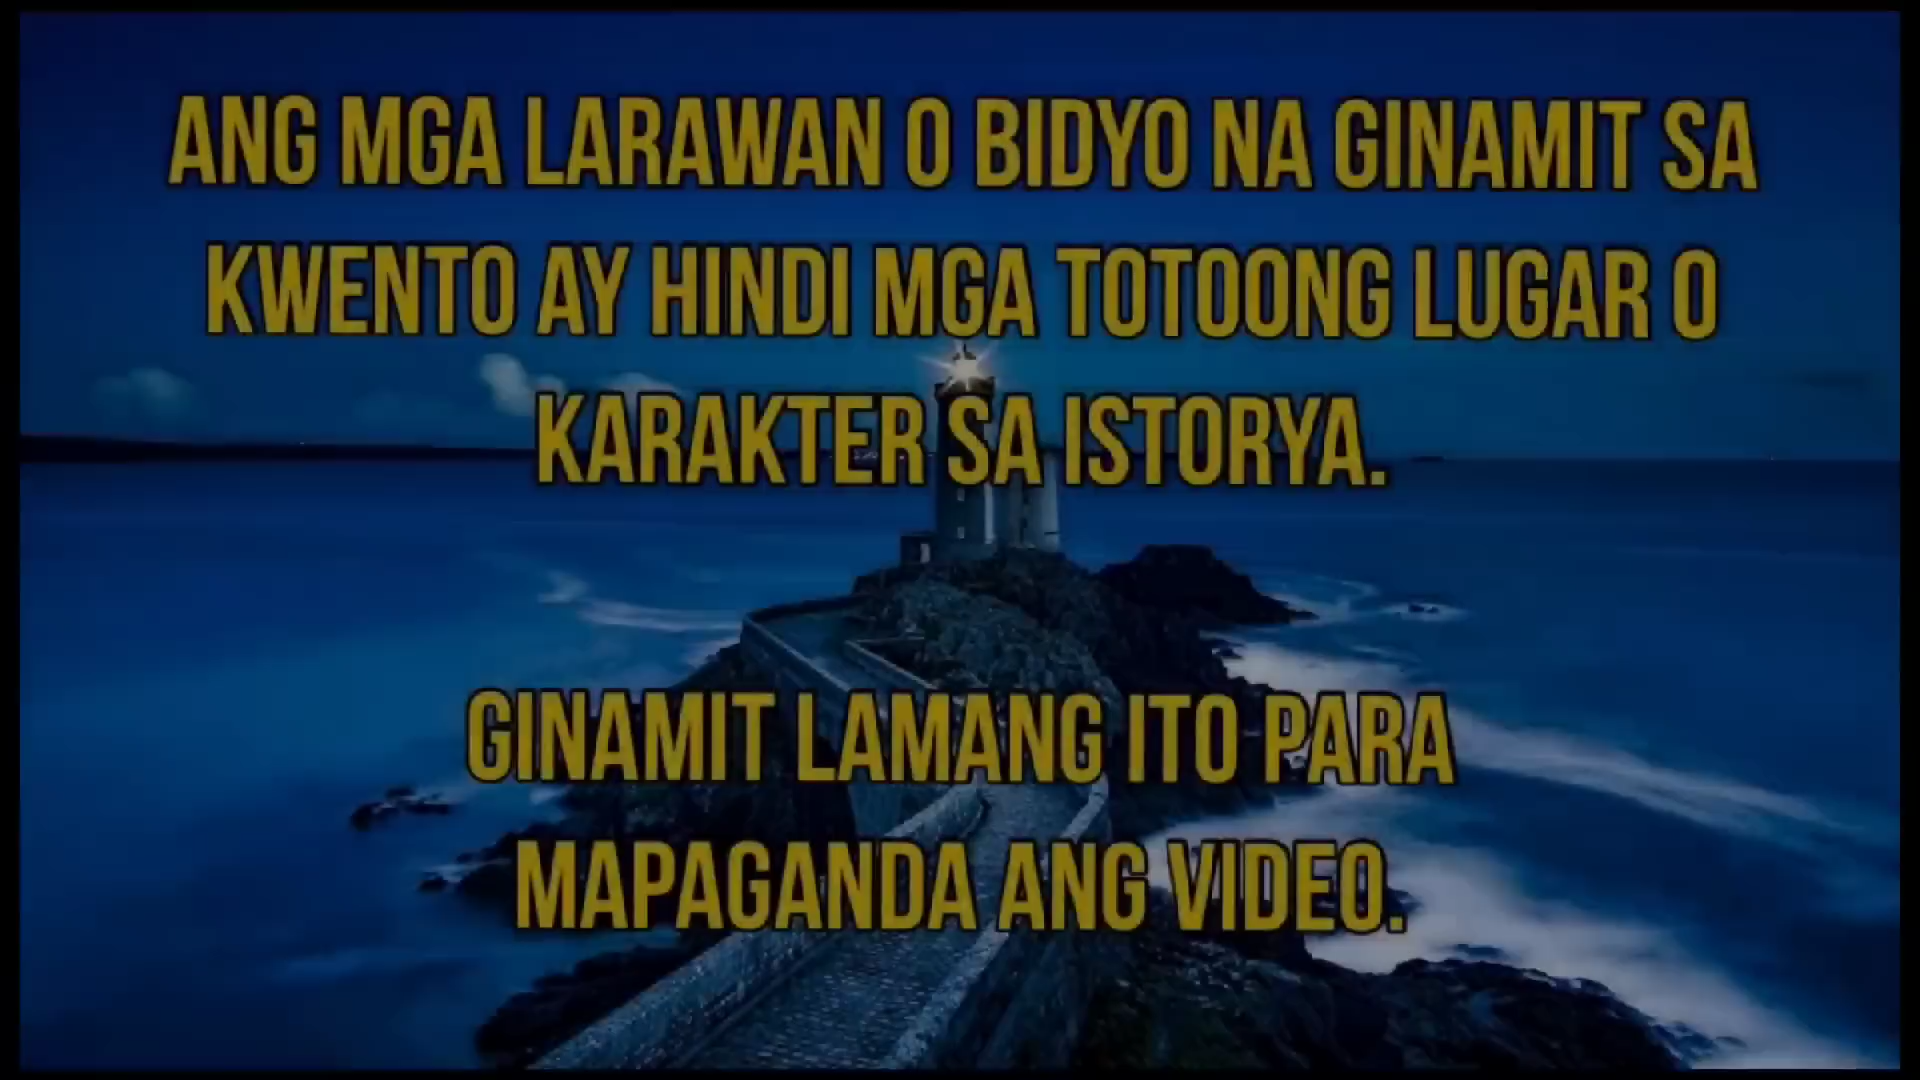 ANG MGA LARAWAN O BIDYO NA GINAMIT SA
KWENTO AY HINDI MGA TOTOONG LUGAR O
KARAKTER SA ISTORYA.
GINAMIT LAMANG ITO PARA
MAPAGANDA ANG VIDEO.